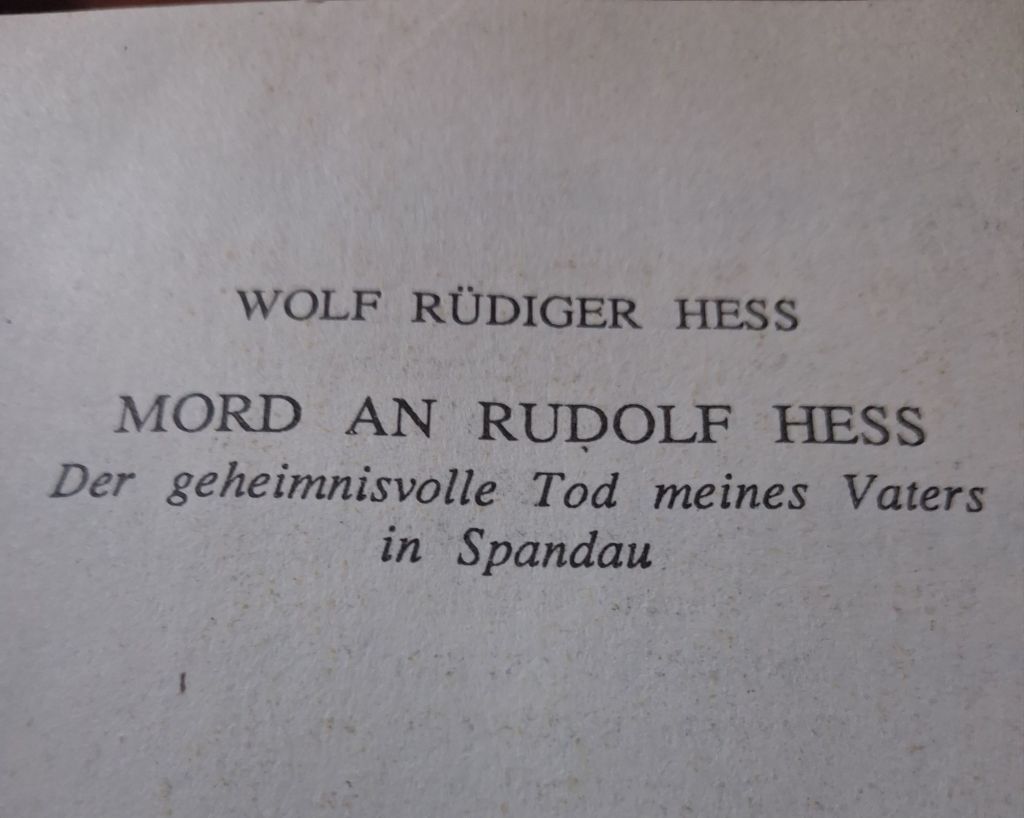 WOLF RÜDIGER HESS
MORD AN RUDOLF HESS
Der geheimnisvolle Tod meines Vaters
in Spandau